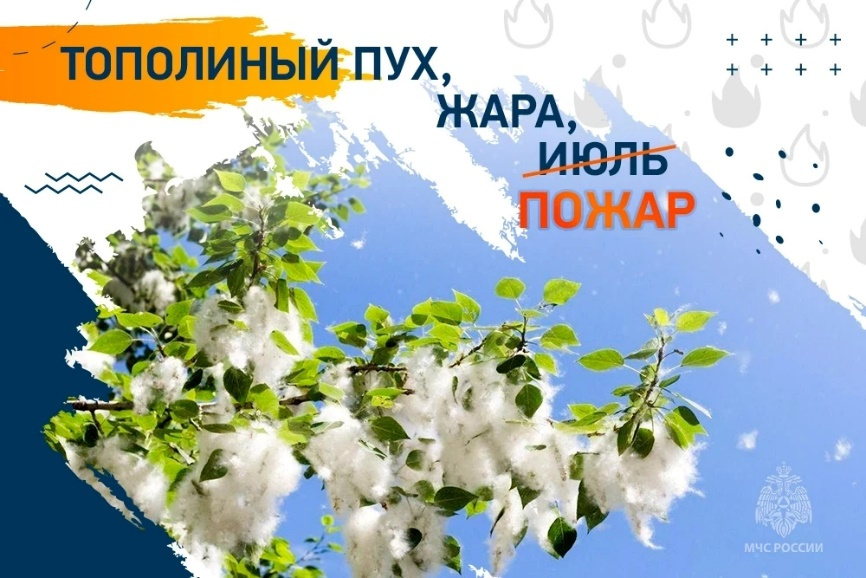 ТОПОЛИНЫЙ ПУХ,
ЖАРА,
ИЮЛЬ
ПОЖАР
МЧС РОССИИ